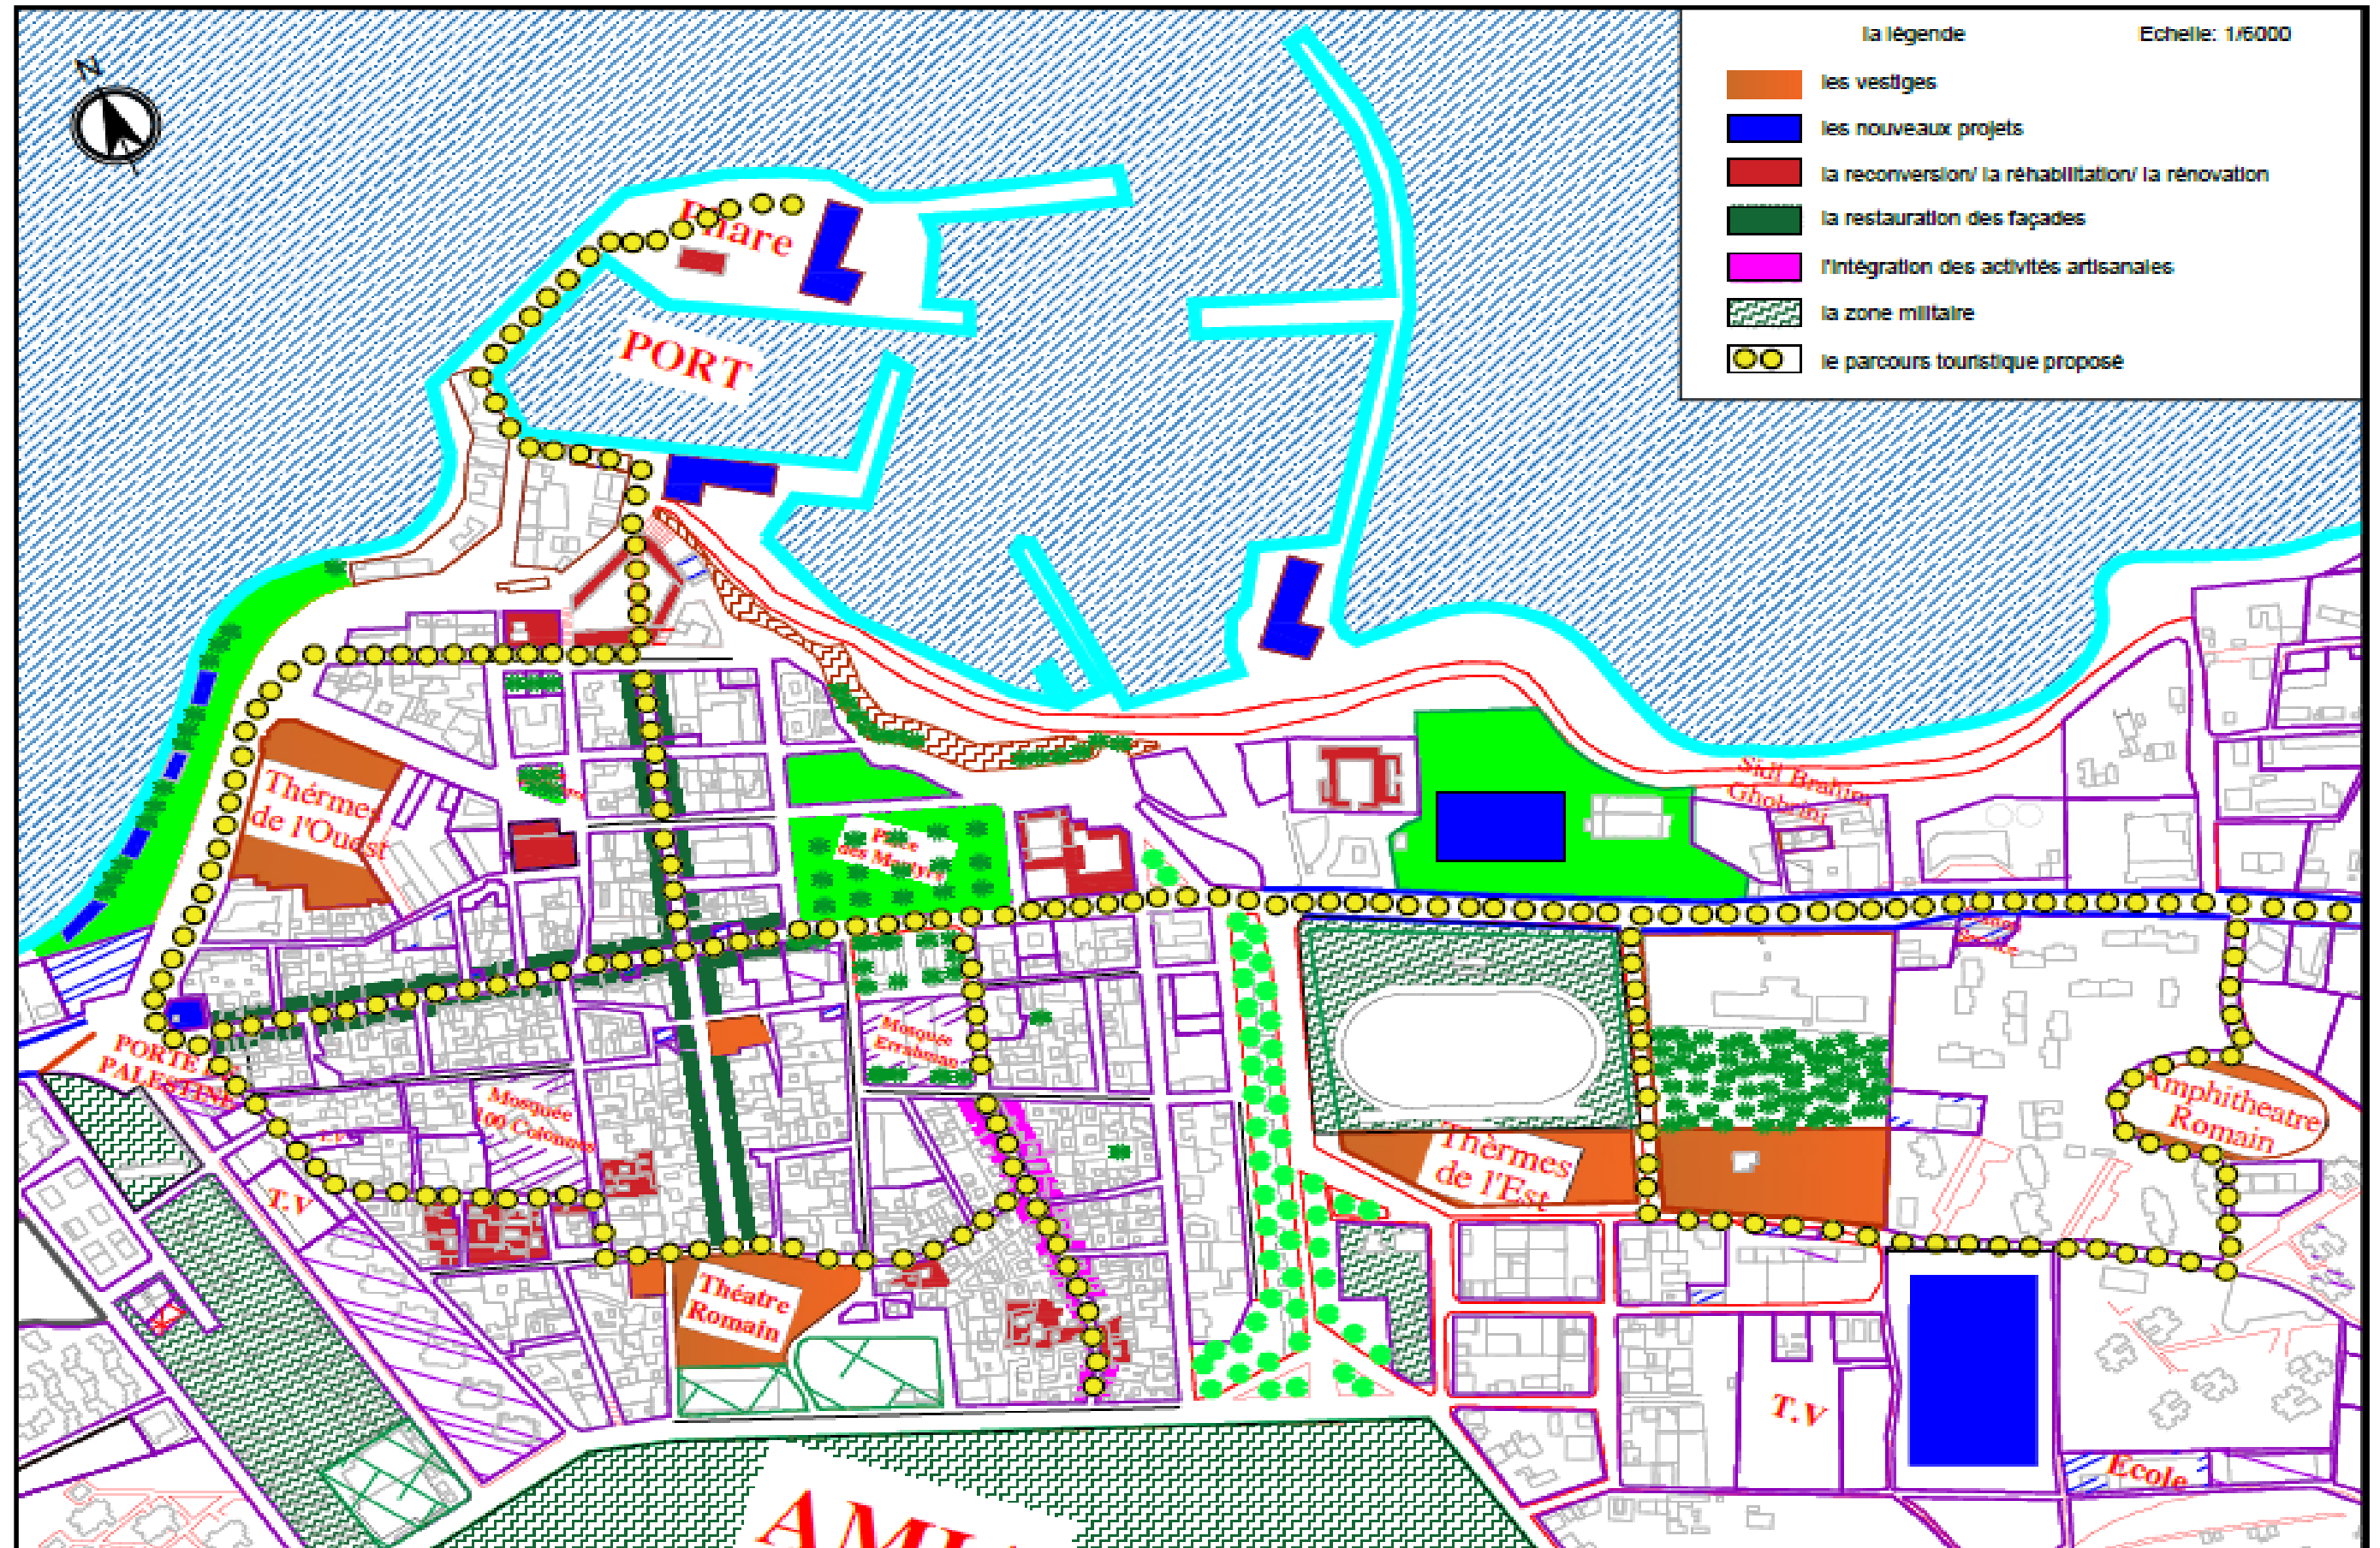 N
la légende
Echelle: 1/6000
les vestiges
les nouveaux projets
la reconversion/ la réhabilitation/ la rénovation
la restauration des façades
l'intégration des activités artisanales
la zone militaire
le parcours touristique proposé
Phare
PORT
Thérmes
de l'Ouest
Place
des Martyrs
Sidi Brahim
Ghobrini
PORTE
PALESTINE
Mosquée
Errahman
Mosquée
100 Colonnes
T.V
Thèrmes
de l'Est
Amphitheatre
Romain
Théatre
Romain
T.V
Ecole